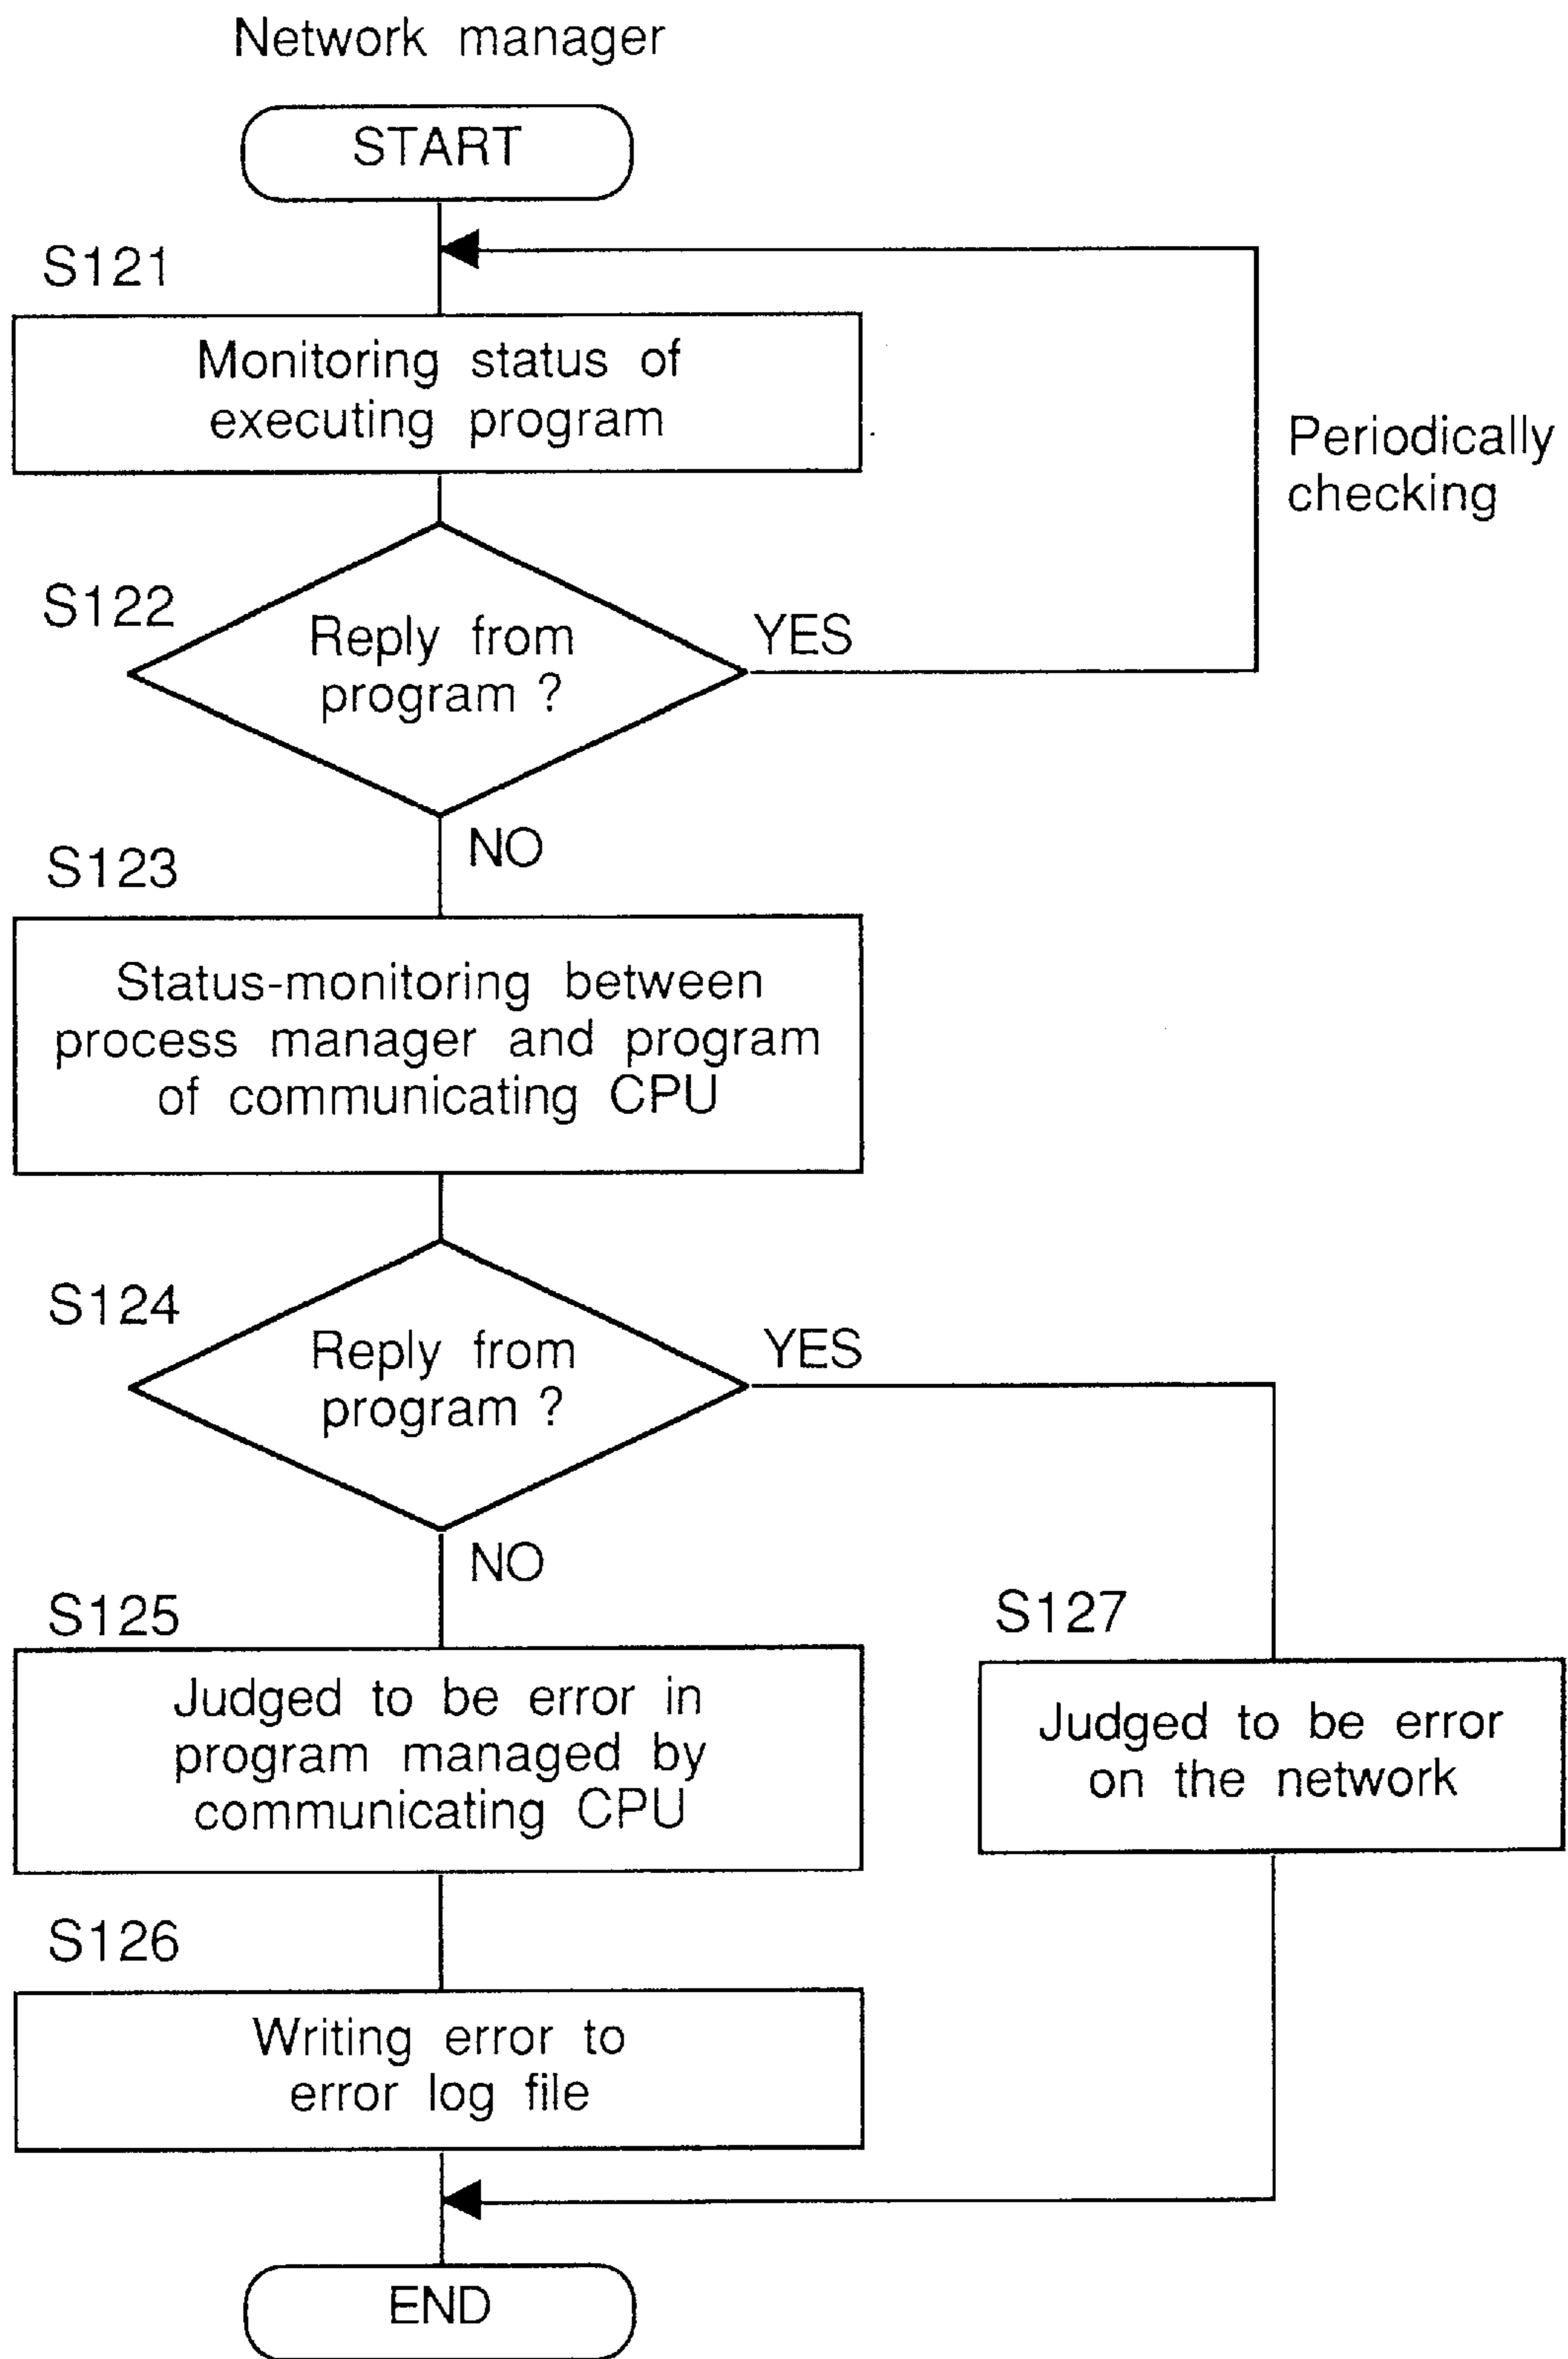 Network manager
START
S121
Monitoring status of
executing program
Periodically
checking
S122
Reply from
program ?
YES
NO
S123
Status-monitoring between
process manager and program
of communicating CPU
S124
Reply from
program ?
YES
NO
S125
Judged to be error in
program managed by
communicating CPU
S127
Judged to be error
on the network
S126
Writing error to
error log file
END